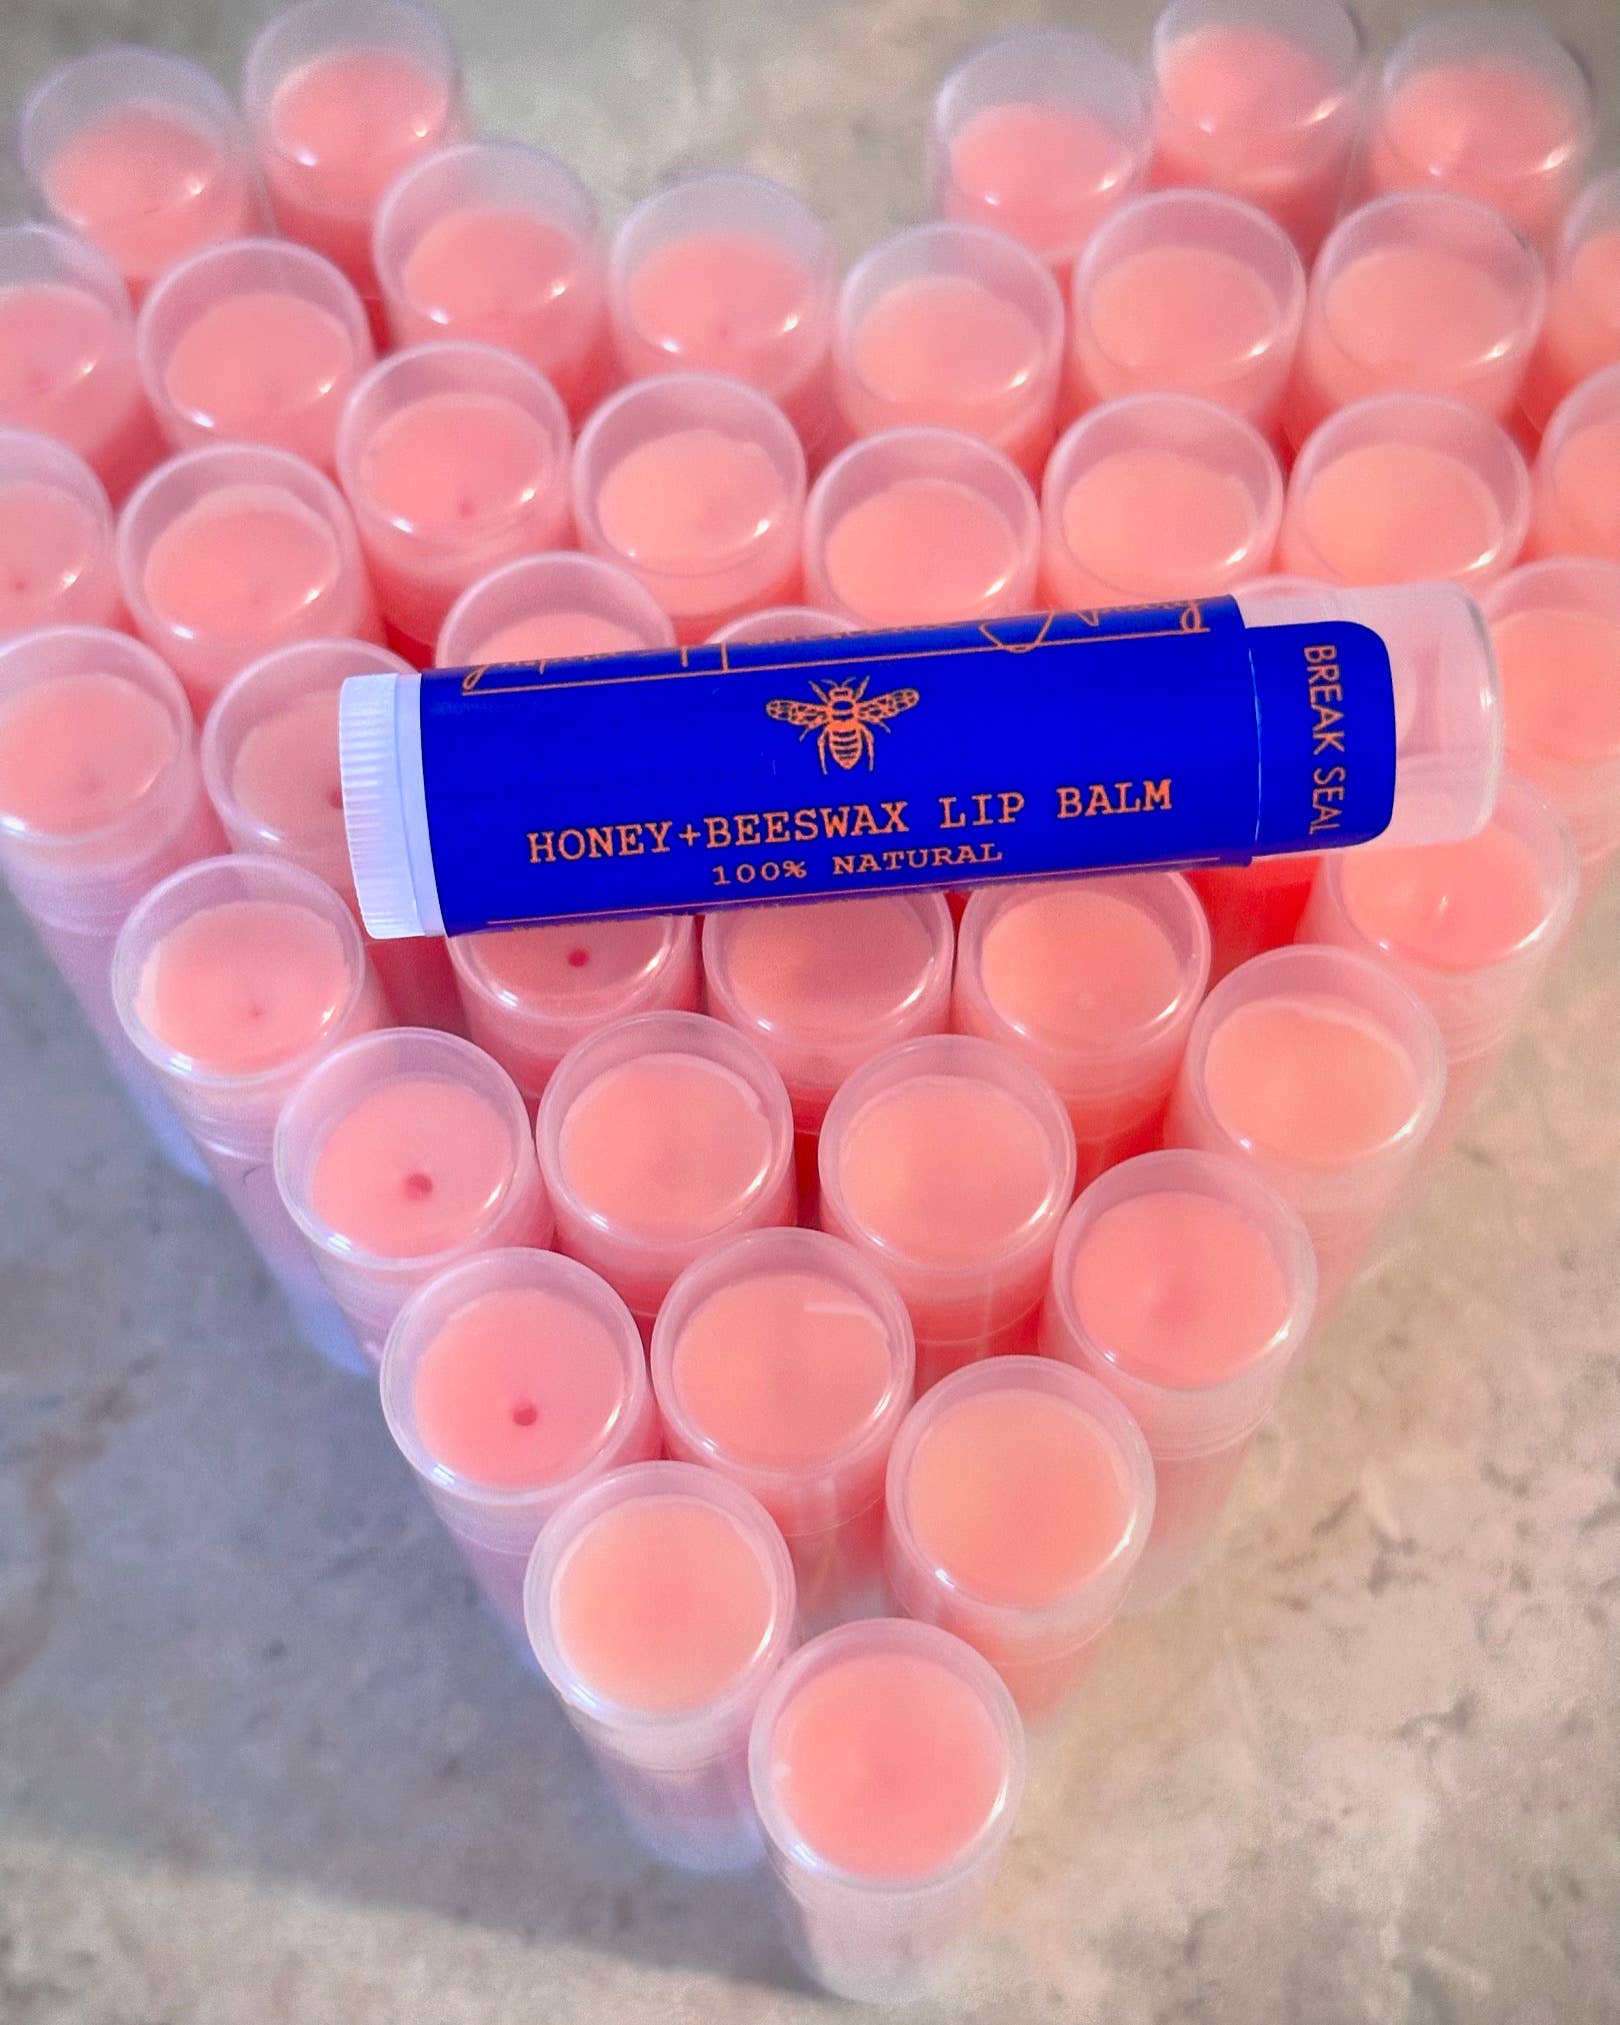 HONEY+BEESWAX LIP BALM
100% NATURAL
BREAK SEAL